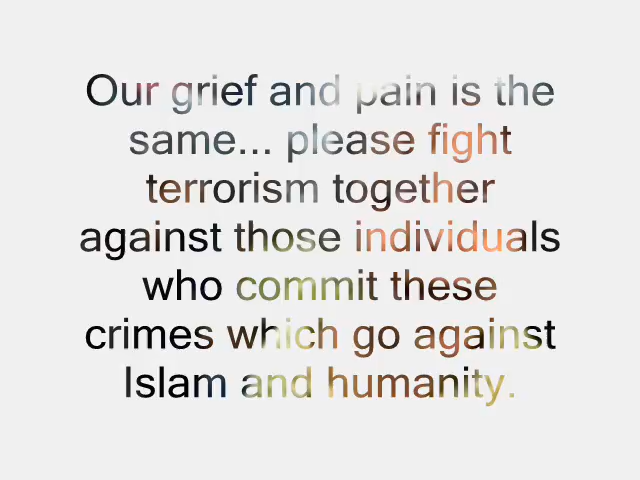 Our grief and pain is the
same... please fight
terrorism together
against those individuals
who commit these
crimes which go against
Islam and humanity.